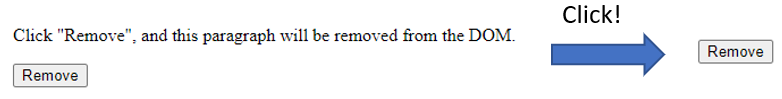 Click "Remove", and this paragraph will be removed from the DOM.
Remove
Click!
Remove